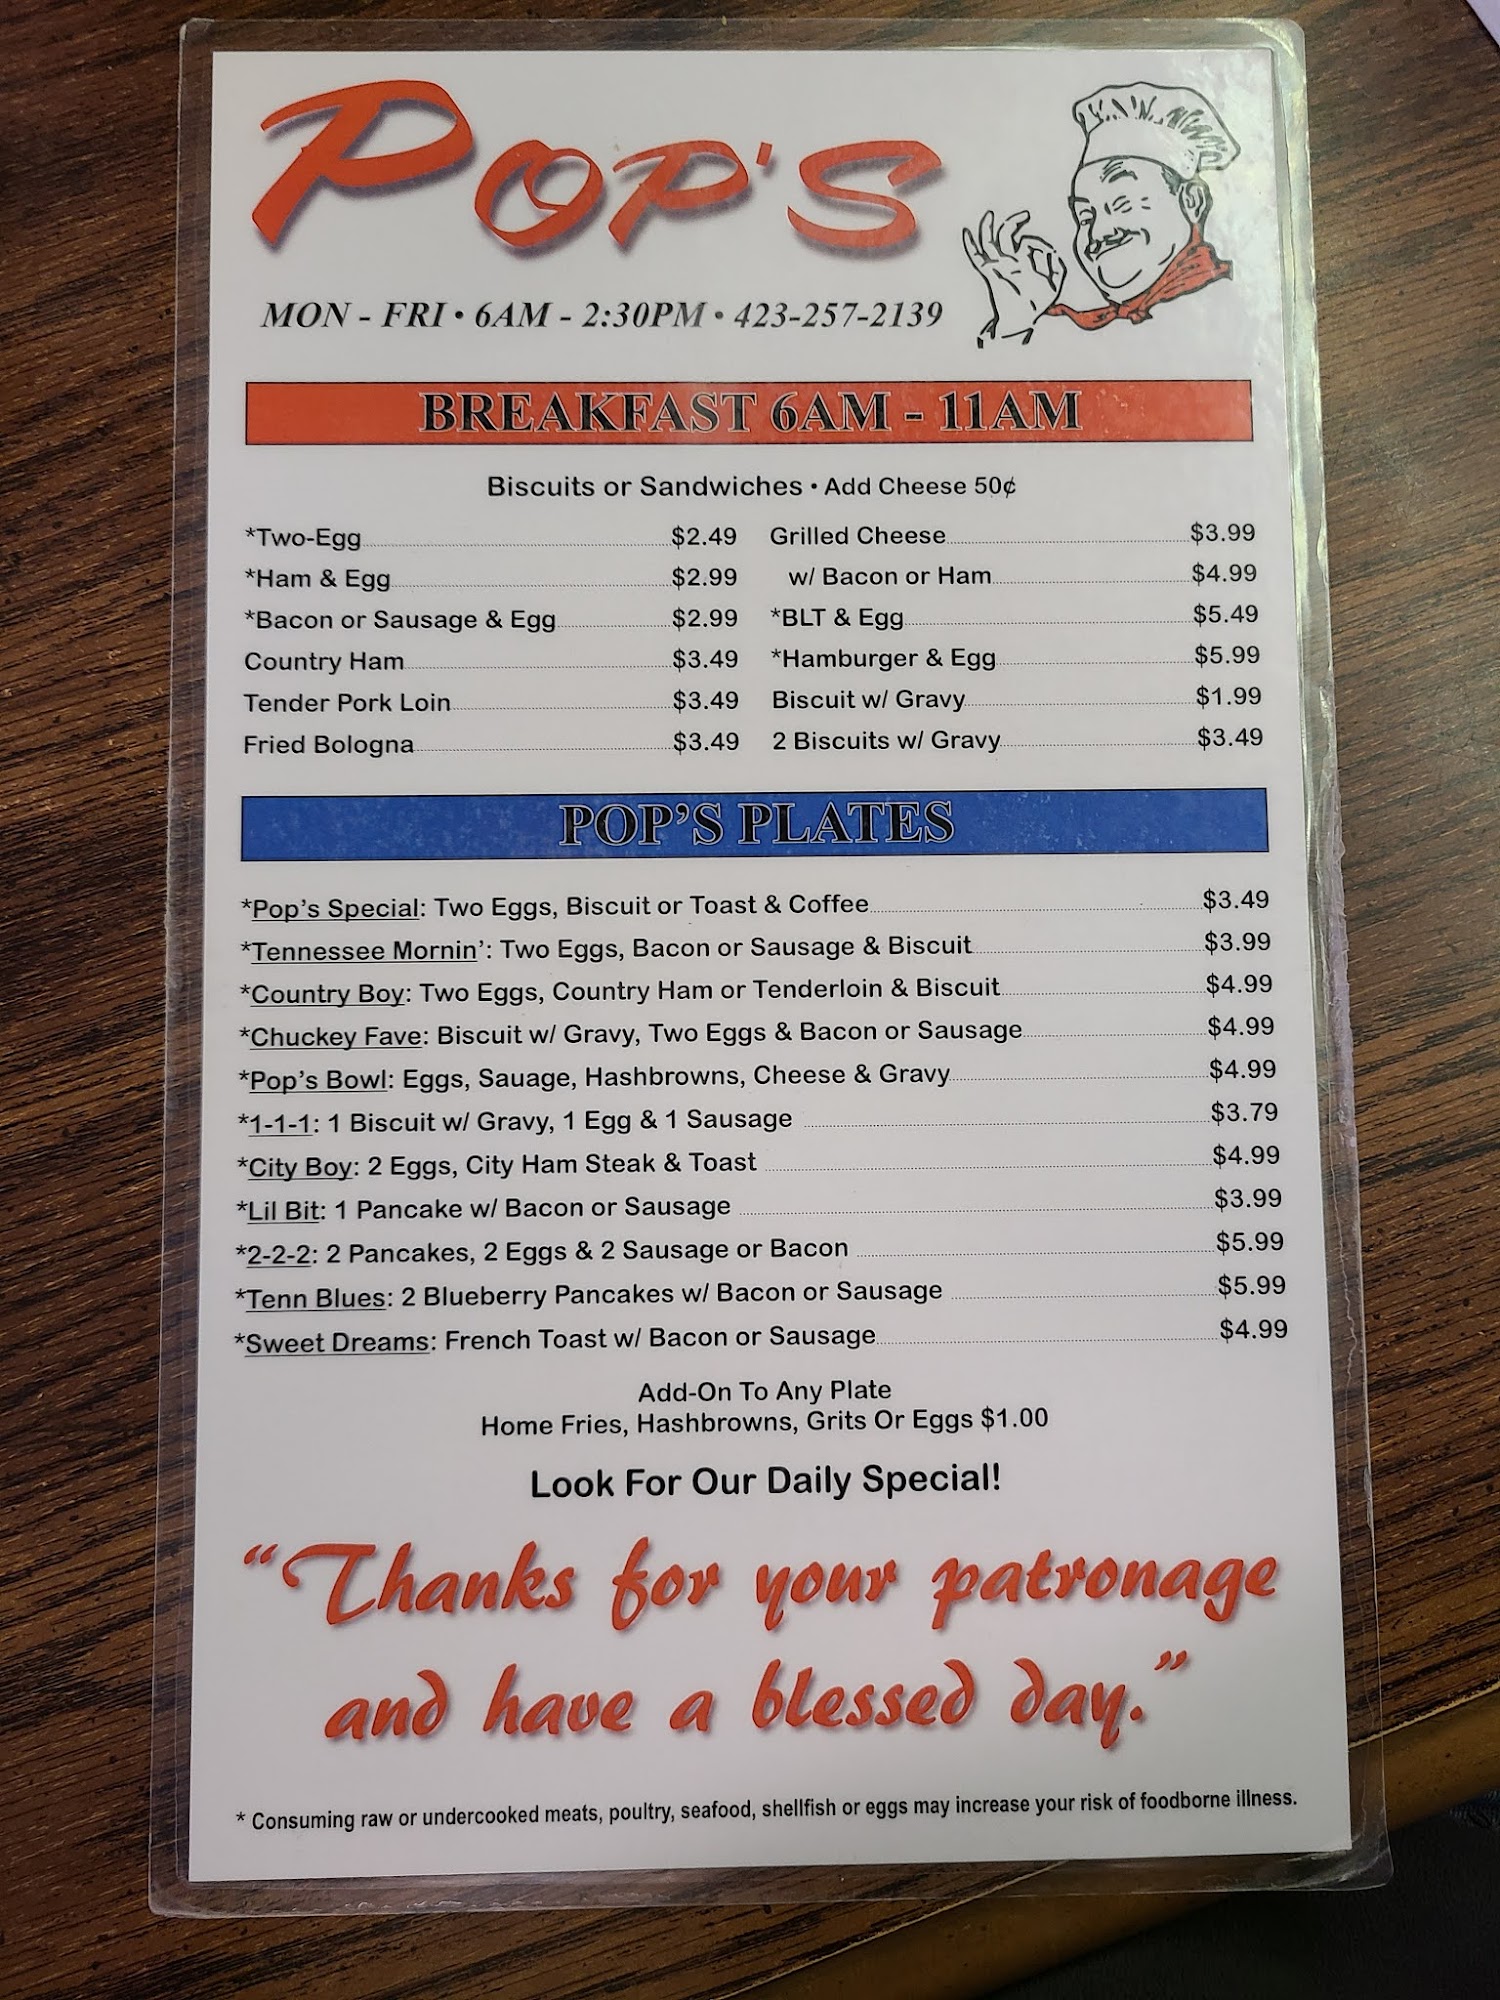 POP'S
MON - FRI • 6AM - 2:30PM • 423-257-2139
BREAKFAST 6AM - 11AM
Biscuits or Sandwiches • Add Cheese 50¢
*Two-Egg $2.49
*Ham & Egg $2.99
*Bacon or Sausage & Egg $2.99
Country Ham $3.49
Tender Pork Loin $3.49
Fried Bologna $3.49
Grilled Cheese $3.99
w/ Bacon or Ham $4.99
*BLT & Egg $5.49
*Hamburger & Egg $5.99
Biscuit w/ Gravy $1.99
2 Biscuits w/ Gravy $3.49
POP'S PLATES
*Pop's Special: Two Eggs, Biscuit or Toast & Coffee $3.49
*Tennessee Mornin': Two Eggs, Bacon or Sausage & Biscuit $3.99
*Country Boy: Two Eggs, Country Ham or Tenderloin & Biscuit $4.99
*Chuckey Fave: Biscuit w/ Gravy, Two Eggs & Bacon or Sausage $4.99
*Pop's Bowl: Eggs, Sauage, Hashbrowns, Cheese & Gravy $4.99
*1-1-1: 1 Biscuit w/ Gravy, 1 Egg & 1 Sausage $3.79
*City Boy: 2 Eggs, City Ham Steak & Toast $4.99
*Lil Bit: 1 Pancake w/ Bacon or Sausage $3.99
*2-2-2: 2 Pancakes, 2 Eggs & 2 Sausage or Bacon $5.99
*Tenn Blues: 2 Blueberry Pancakes w/ Bacon or Sausage $5.99
*Sweet Dreams: French Toast w/ Bacon or Sausage $4.99
Add-On To Any Plate
Home Fries, Hashbrowns, Grits Or Eggs $1.00
Look For Our Daily Special!
"Thanks for your patronage
and have a blessed day."
* Consuming raw or undercooked meats, poultry, seafood, shellfish or eggs may increase your risk of foodborne illness.